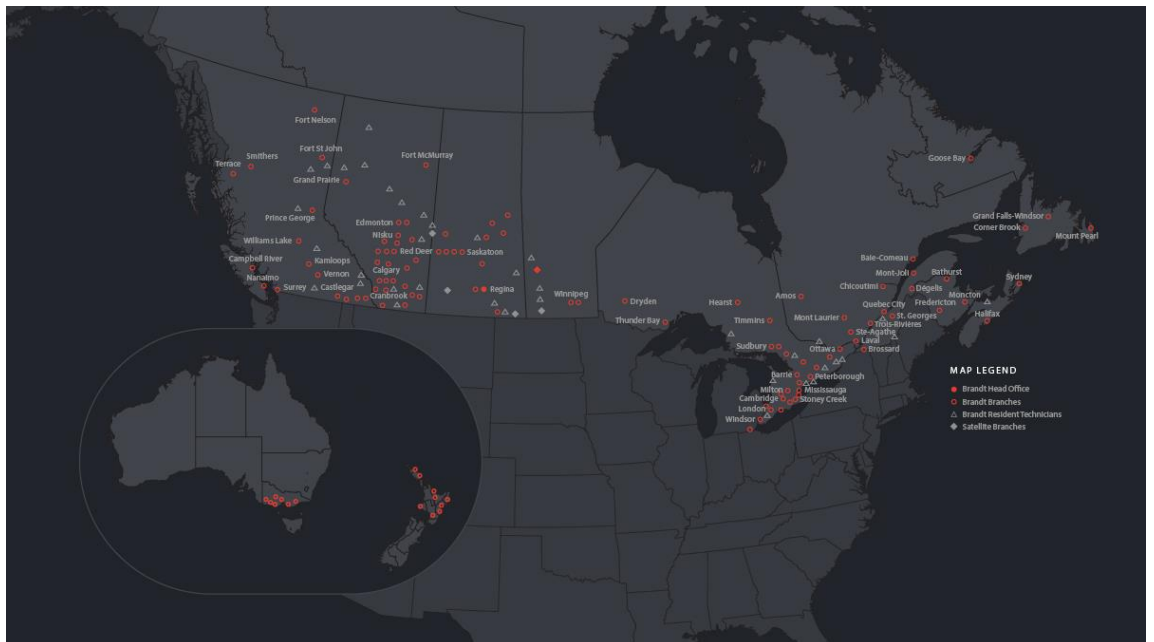 Fort Nelson
Fort St John
Fort McMurray
Smithers
Terrace
Grand Prairie
Goose Bay
Prince George
Edmonton
Grand Falls-Windsor
Corner Brook
Mount Pearl
Nisku
Williams Lake
Red Deer
Saskatoon
Campbell River
Kamloops
Calgary
Baie-Comeau
Vernon
Mont-Joli
Bathurst
Nanaimo
Surrey
Castlegar
Cranbrook
Regina
Winnipeg
Chicoutimi
Dégelis
Moncton
Sydney
Dryden
Hearst
Amos
Quebec City
Fredericton
Thunder Bay
Timmins
Mont Laurier
St. Georges
Halifax
Trois-Rivières
Ste-Agathe
Sudbury
Ottawa
Laval
Brossard
Barrie
Peterborough
Milton
Mississauga
Cambridge
Stoney Creek
London
Windsor
MAP LEGEND
Brandt Head Office
Brandt Branches
Brandt Resident Technicians
Satellite Branches